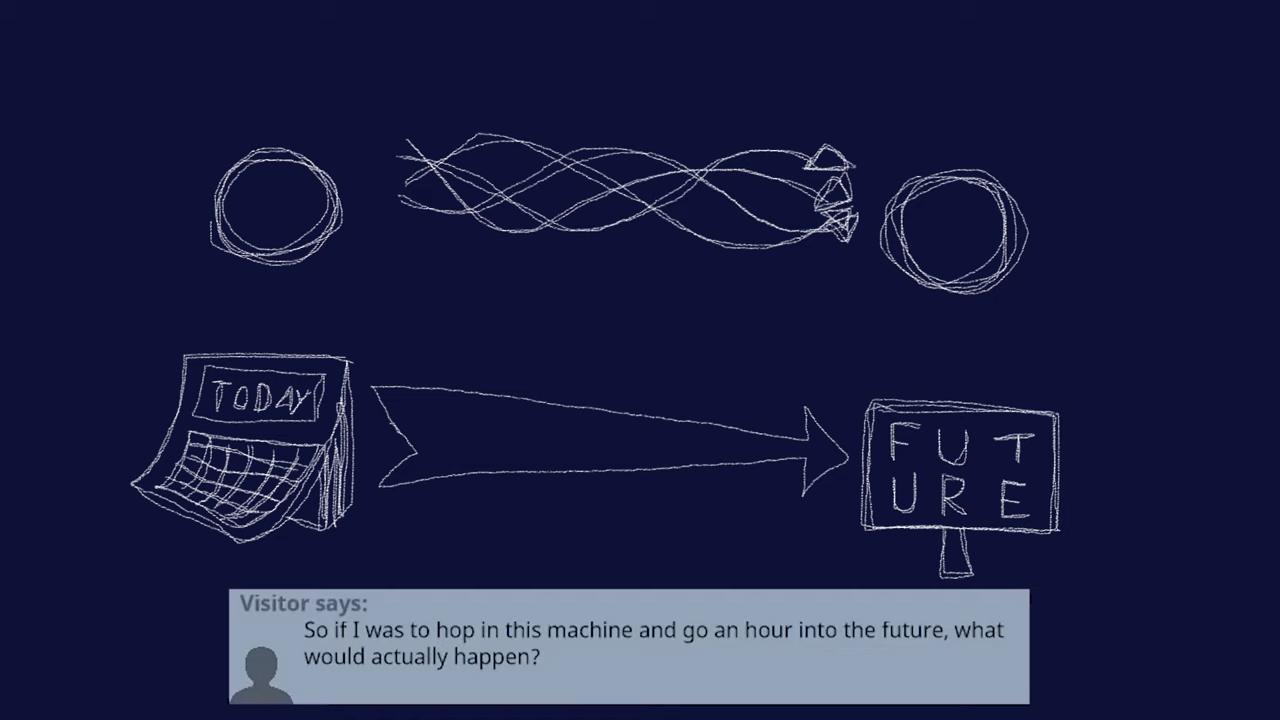 TODAY
FUT
URE
Visitor says:
So if I was to hop in this machine and go an hour into the future, what
would actually happen?